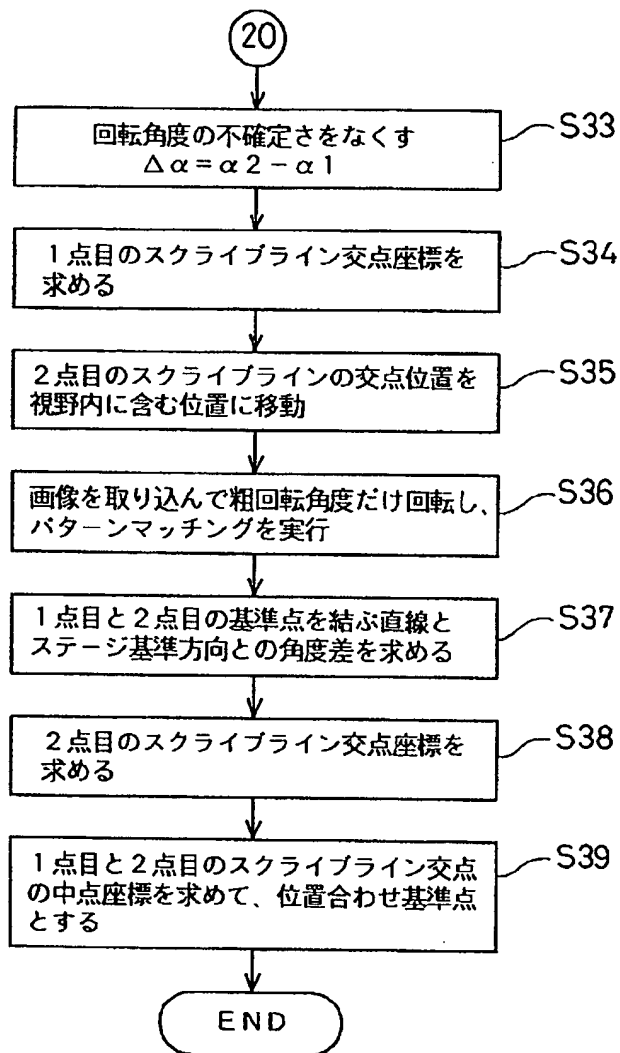 20
回転角度の不確定さをなくす
Δα=α2-α1
S33
1点目のスクライブライン交点座標を
求める
S34
2点目のスクライブラインの交点位置を
視野内に含む位置に移動
S35
画像を取り込んで粗回転角度だけ回転し、
パターンマッチングを実行
S36
1点目と2点目の基準点を結ぶ直線と
ステージ基準方向との角度差を求める
S37
2点目のスクライブライン交点座標を
求める
S38
1点目と2点目のスクライブライン交点
の中点座標を求めて、位置合わせ基準点
とする
S39
END